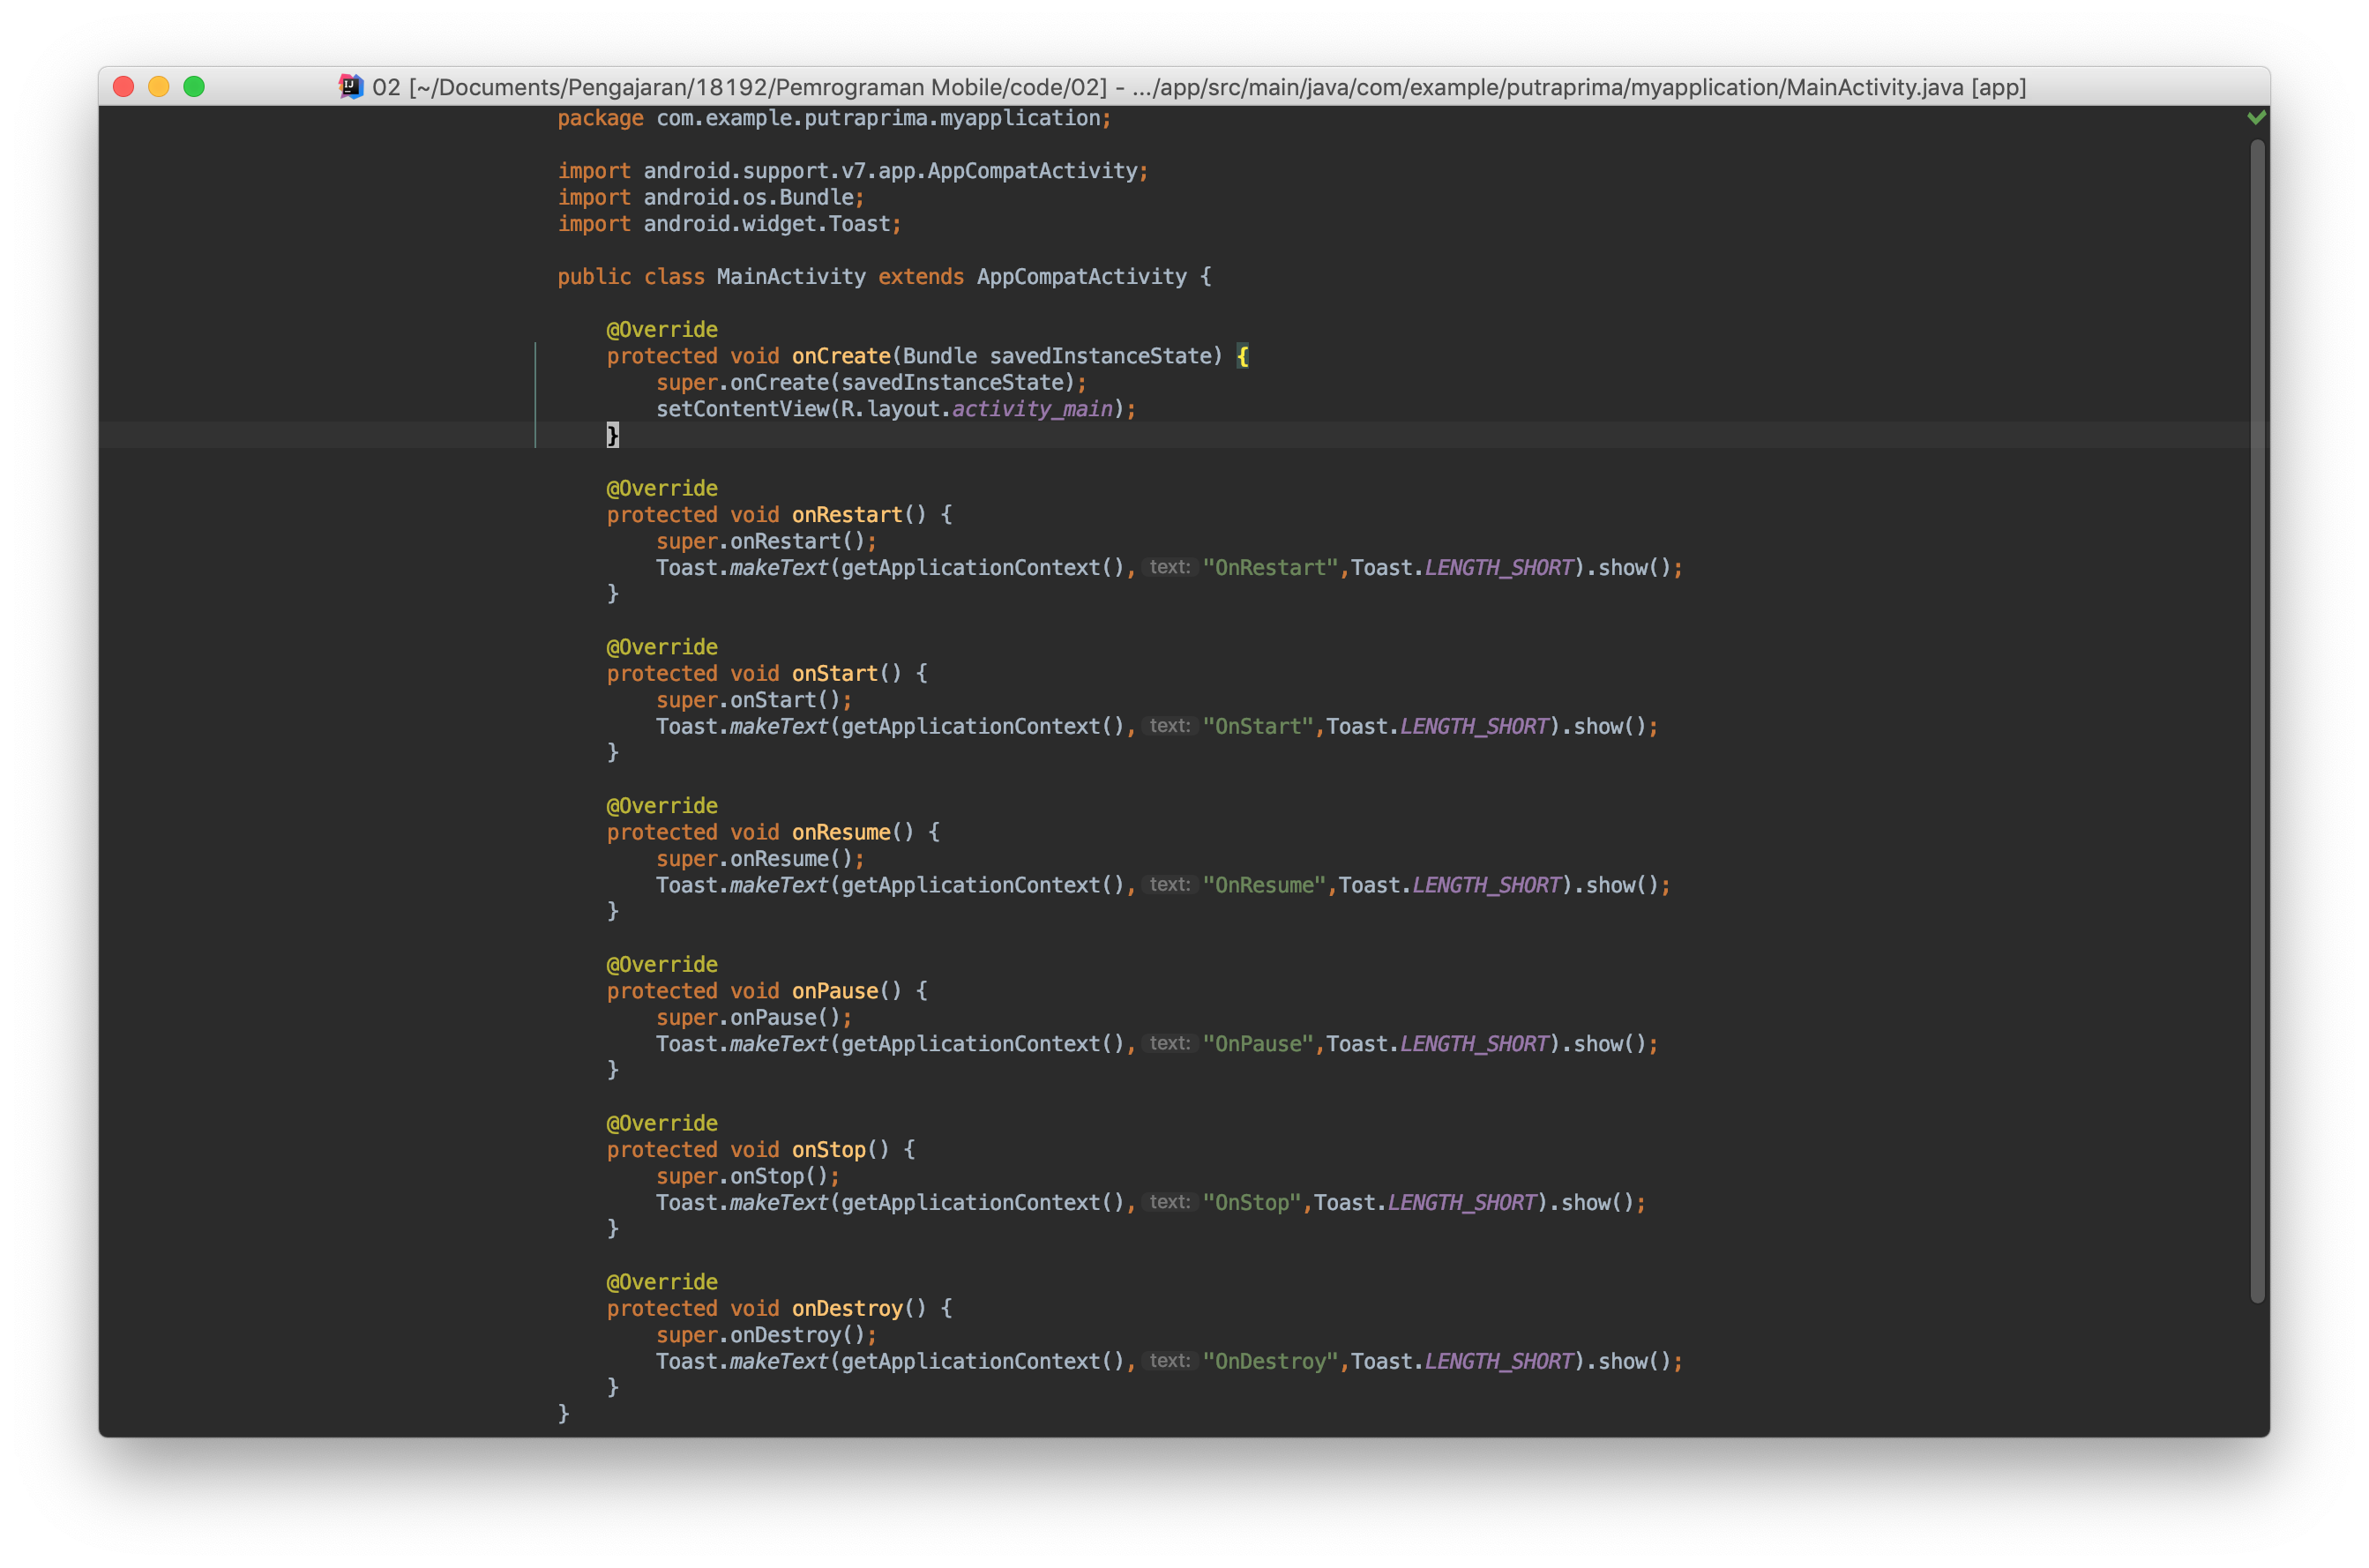 02 [~/Documents/Pengajaran/18192/Pemrograman Mobile/code/02] - .../app/src/main/java/com/example/putraprima/myapplication/MainActivity.java [app]
package com.example.putraprima.myapplication;
import android.support.v7.app.AppCompatActivity;
import android.os.Bundle;
import android.widget.Toast;
public class MainActivity extends AppCompatActivity {
@Override
protected void onCreate(Bundle savedInstanceState) {
super.onCreate(savedInstanceState);
setContentView(R.layout.activity_main);
}
@Override
protected void onRestart() {
super.onRestart();
Toast.makeText(getApplicationContext(), text: "OnRestart",Toast.LENGTH_SHORT).show();
}
@Override
protected void onStart() {
super.onStart();
Toast.makeText(getApplicationContext(), text: "OnStart",Toast.LENGTH_SHORT).show();
}
@Override
protected void onResume() {
super.onResume();
Toast.makeText(getApplicationContext(), text: "OnResume",Toast.LENGTH_SHORT).show();
}
@Override
protected void onPause() {
super.onPause();
Toast.makeText(getApplicationContext(), text: "OnPause",Toast.LENGTH_SHORT).show();
}
@Override
protected void onStop() {
super.onStop();
Toast.makeText(getApplicationContext(), text: "OnStop",Toast.LENGTH_SHORT).show();
}
@Override
protected void onDestroy() {
super.onDestroy();
Toast.makeText(getApplicationContext(), text: "OnDestroy",Toast.LENGTH_SHORT).show();
}
}